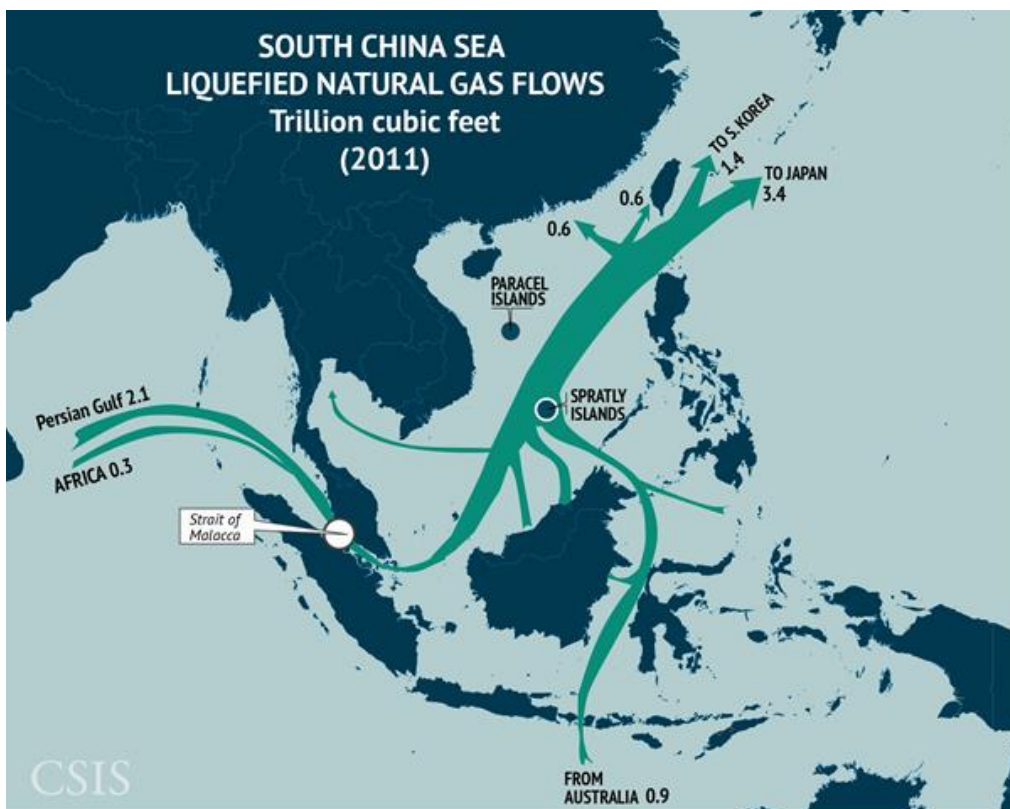 SOUTH CHINA SEA
LIQUEFIED NATURAL GAS FLOWS
Trillion cubic feet
(2011)
TO S. KOREA
1.4
TO JAPAN
3.4
0.6
0.6
PARACEL
ISLANDS
SPRATLY
ISLANDS
Persian Gulf 2.1
AFRICA 0.3
Strait of
Malacca
FROM
AUSTRALIA 0.9
CSIS